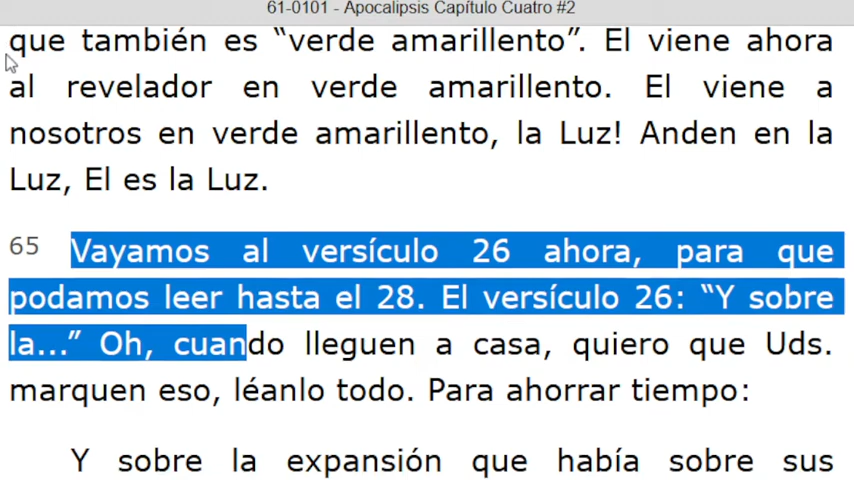 61-0101 - Apocalipsis Capítulo Cuatro #2
que también es “verde amarillento”. El viene ahora
al revelador en verde amarillento. El viene a
nosotros en verde amarillento, la Luz! Anden en la
Luz, El es la Luz.
65 Vayamos al versículo 26 ahora, para que
podamos leer hasta el 28. El versículo 26: “Y sobre
la...” Oh, cuando lleguen a casa, quiero que Uds.
marquen eso, léanlo todo. Para ahorrar tiempo:
Y sobre la expansión que había sobre sus